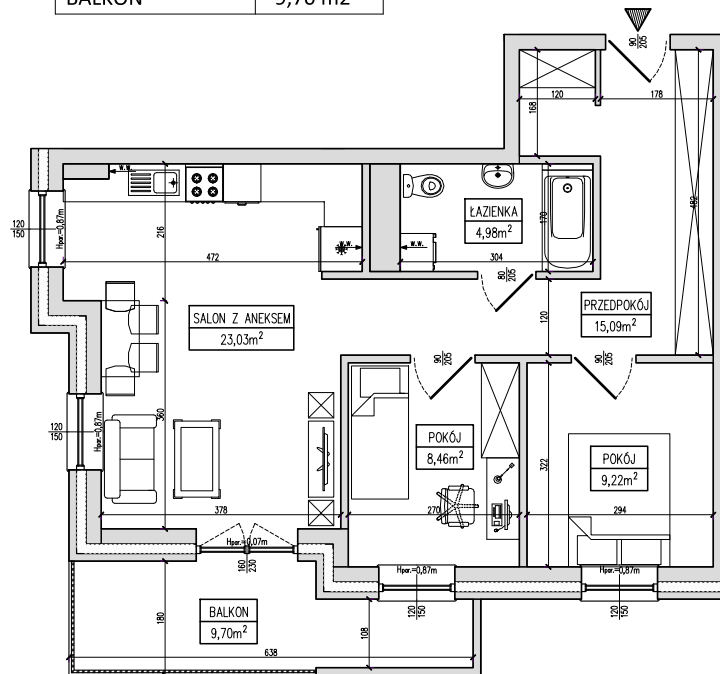 BALKON 9,70 m2
90
205
120
178
168
482
W.W.
120
150
Hpar.=0,87m
216
472
W.W.
W.W.
ŁAZIENKA
4,98m²
170
304
80
205
120
PRZEDPOKÓJ
15,09m²
SALON Z ANEKSEM
23,03m²
90
205
90
205
120
150
Hpar.=0,87m
360
POKÓJ
8,46m²
322
POKÓJ
9,22m²
378
270
294
Hpar.=0,07m
160
230
Hpar.=0,87m
Hpar.=0,87m
120
150
120
150
180
BALKON
9,70m²
108
638